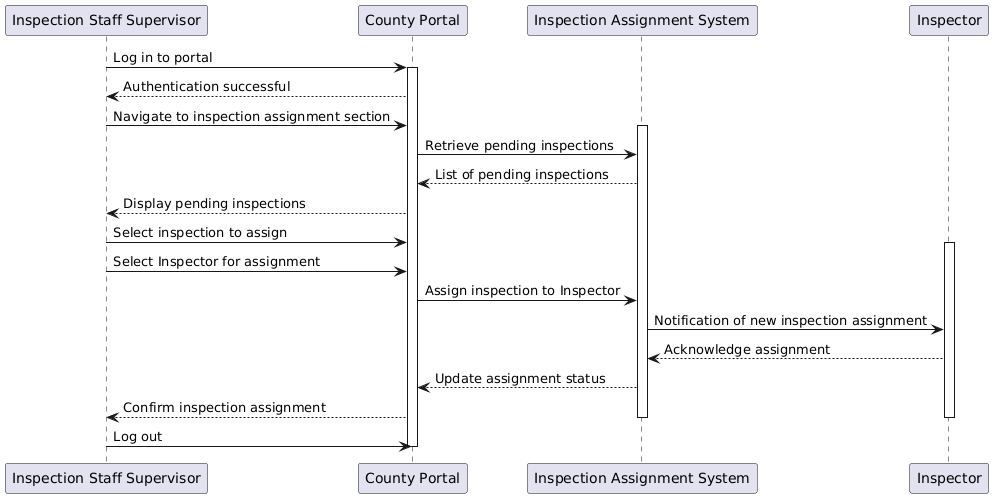 Inspection Staff Supervisor
County Portal
Inspection Assignment System
Inspector
Log in to portal
Authentication successful
Navigate to inspection assignment section
Retrieve pending inspections
List of pending inspections
Display pending inspections
Select inspection to assign
Select Inspector for assignment
Assign inspection to Inspector
Notification of new inspection assignment
Acknowledge assignment
Update assignment status
Confirm inspection assignment
Log out
Inspection Staff Supervisor
County Portal
Inspection Assignment System
Inspector